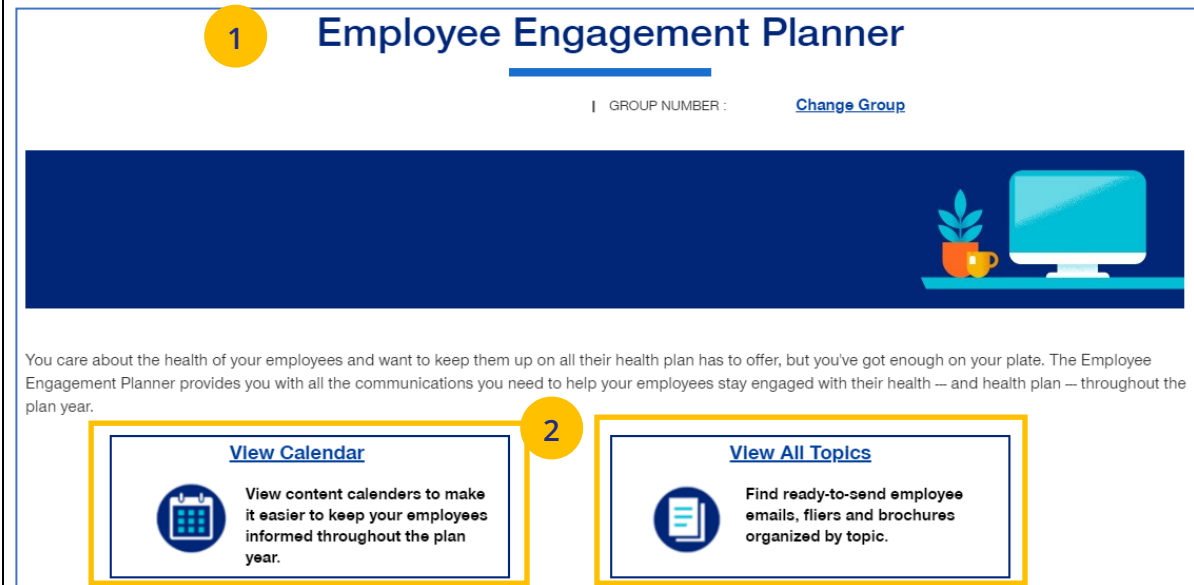 1 Employee Engagement Planner
| GROUP NUMBER : Change Group
You care about the health of your employees and want to keep them up on all their health plan has to offer, but you've got enough on your plate. The Employee
Engagement Planner provides you with all the communications you need to help your employees stay engaged with their health -- and health plan -- throughout the
plan year.
2
View Calendar
View content calenders to make
it easier to keep your employees
informed throughout the plan
year.
View All Topics
Find ready-to-send employee
emails, fliers and brochures
organized by topic.